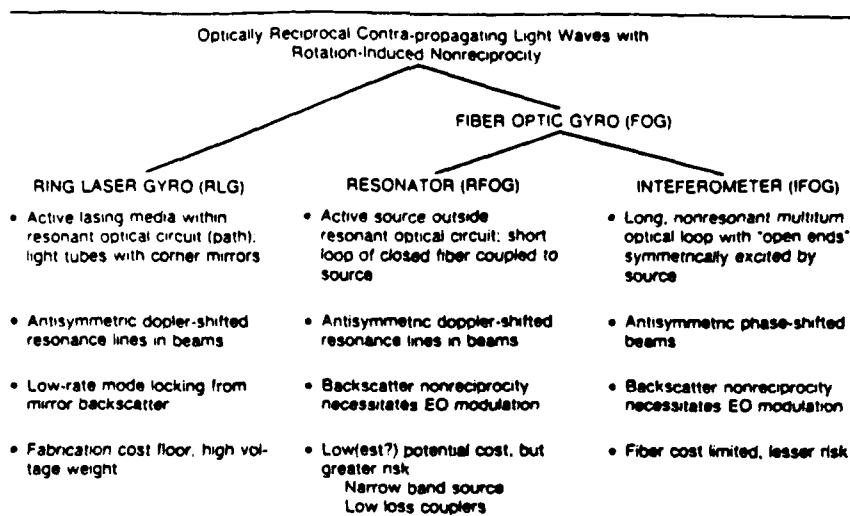 Optically Reciprocal Contra-propagating Light Waves with
Rotation-Induced Nonreciprocity
FIBER OPTIC GYRO (FOG)
RING LASER GYRO (RLG)
• Active lasing media within
resonant optical circuit (path);
light tubes with corner mirrors
• Antisymmetric dopler-shifted
resonance lines in beams
• Low-rate mode locking from
mirror backscatter
• Fabrication cost floor, high vol-
tage weight
RESONATOR (RFOG)
• Active source outside
resonant optical circuit; short
loop of closed fiber coupled to
source
• Antisymmetric doppler-shifted
resonance lines in beams
• Backscatter nonreciprocity
necessitates EO modulation
• Low(est?) potential cost, but
greater risk
Narrow band source
Low loss couplers
INTEFEROMETER (IFOG)
• Long, nonresonant multiturn
optical loop with "open ends"
symmetrically excited by
source
• Antisymmetric phase-shifted
beams
• Backscatter nonreciprocity
necessitates EO modulation
• Fiber cost limited, lesser risk